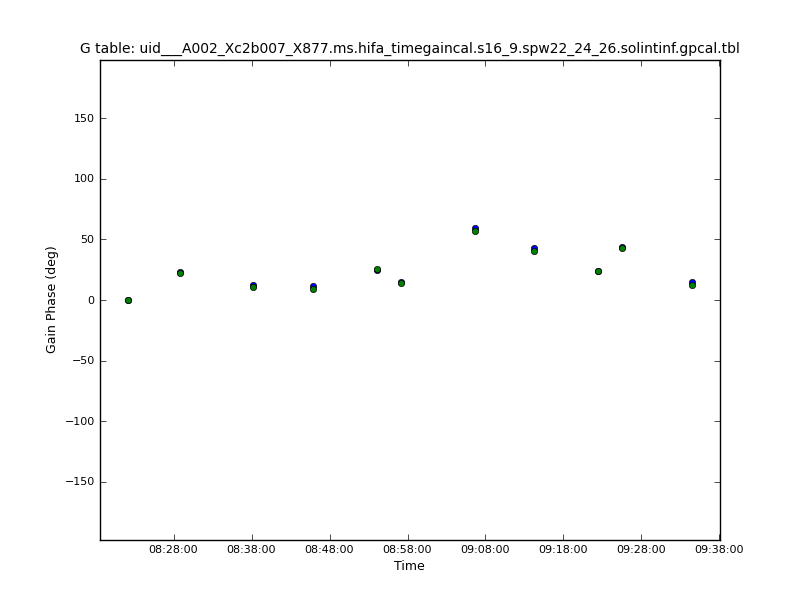 G table: uid___A002_Xc2b007_X877.ms.hifa_timegaincal.s16_9.spw22_24_26.solintinf.gpcal.tbl
150
100
50
0
−50
−100
−150
Gain Phase (deg)
08:28:00 08:38:00 08:48:00 08:58:00 09:08:00 09:18:00 09:28:00 09:38:00
Time